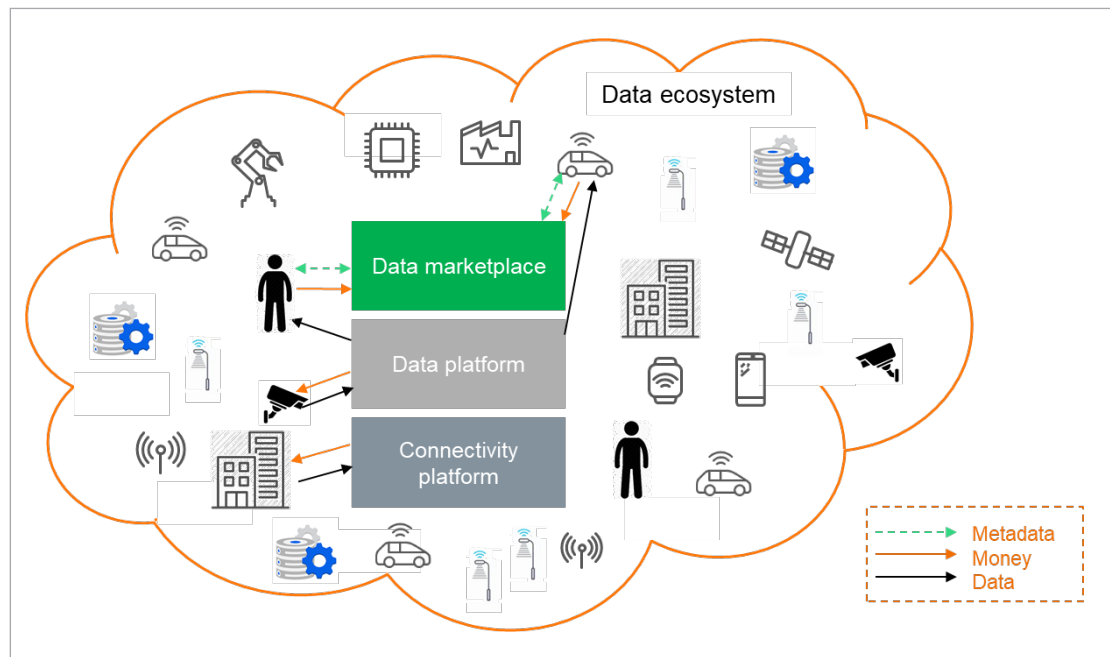 Data ecosystem
Data marketplace
Data platform
Connectivity
platform
Metadata
Money
Data